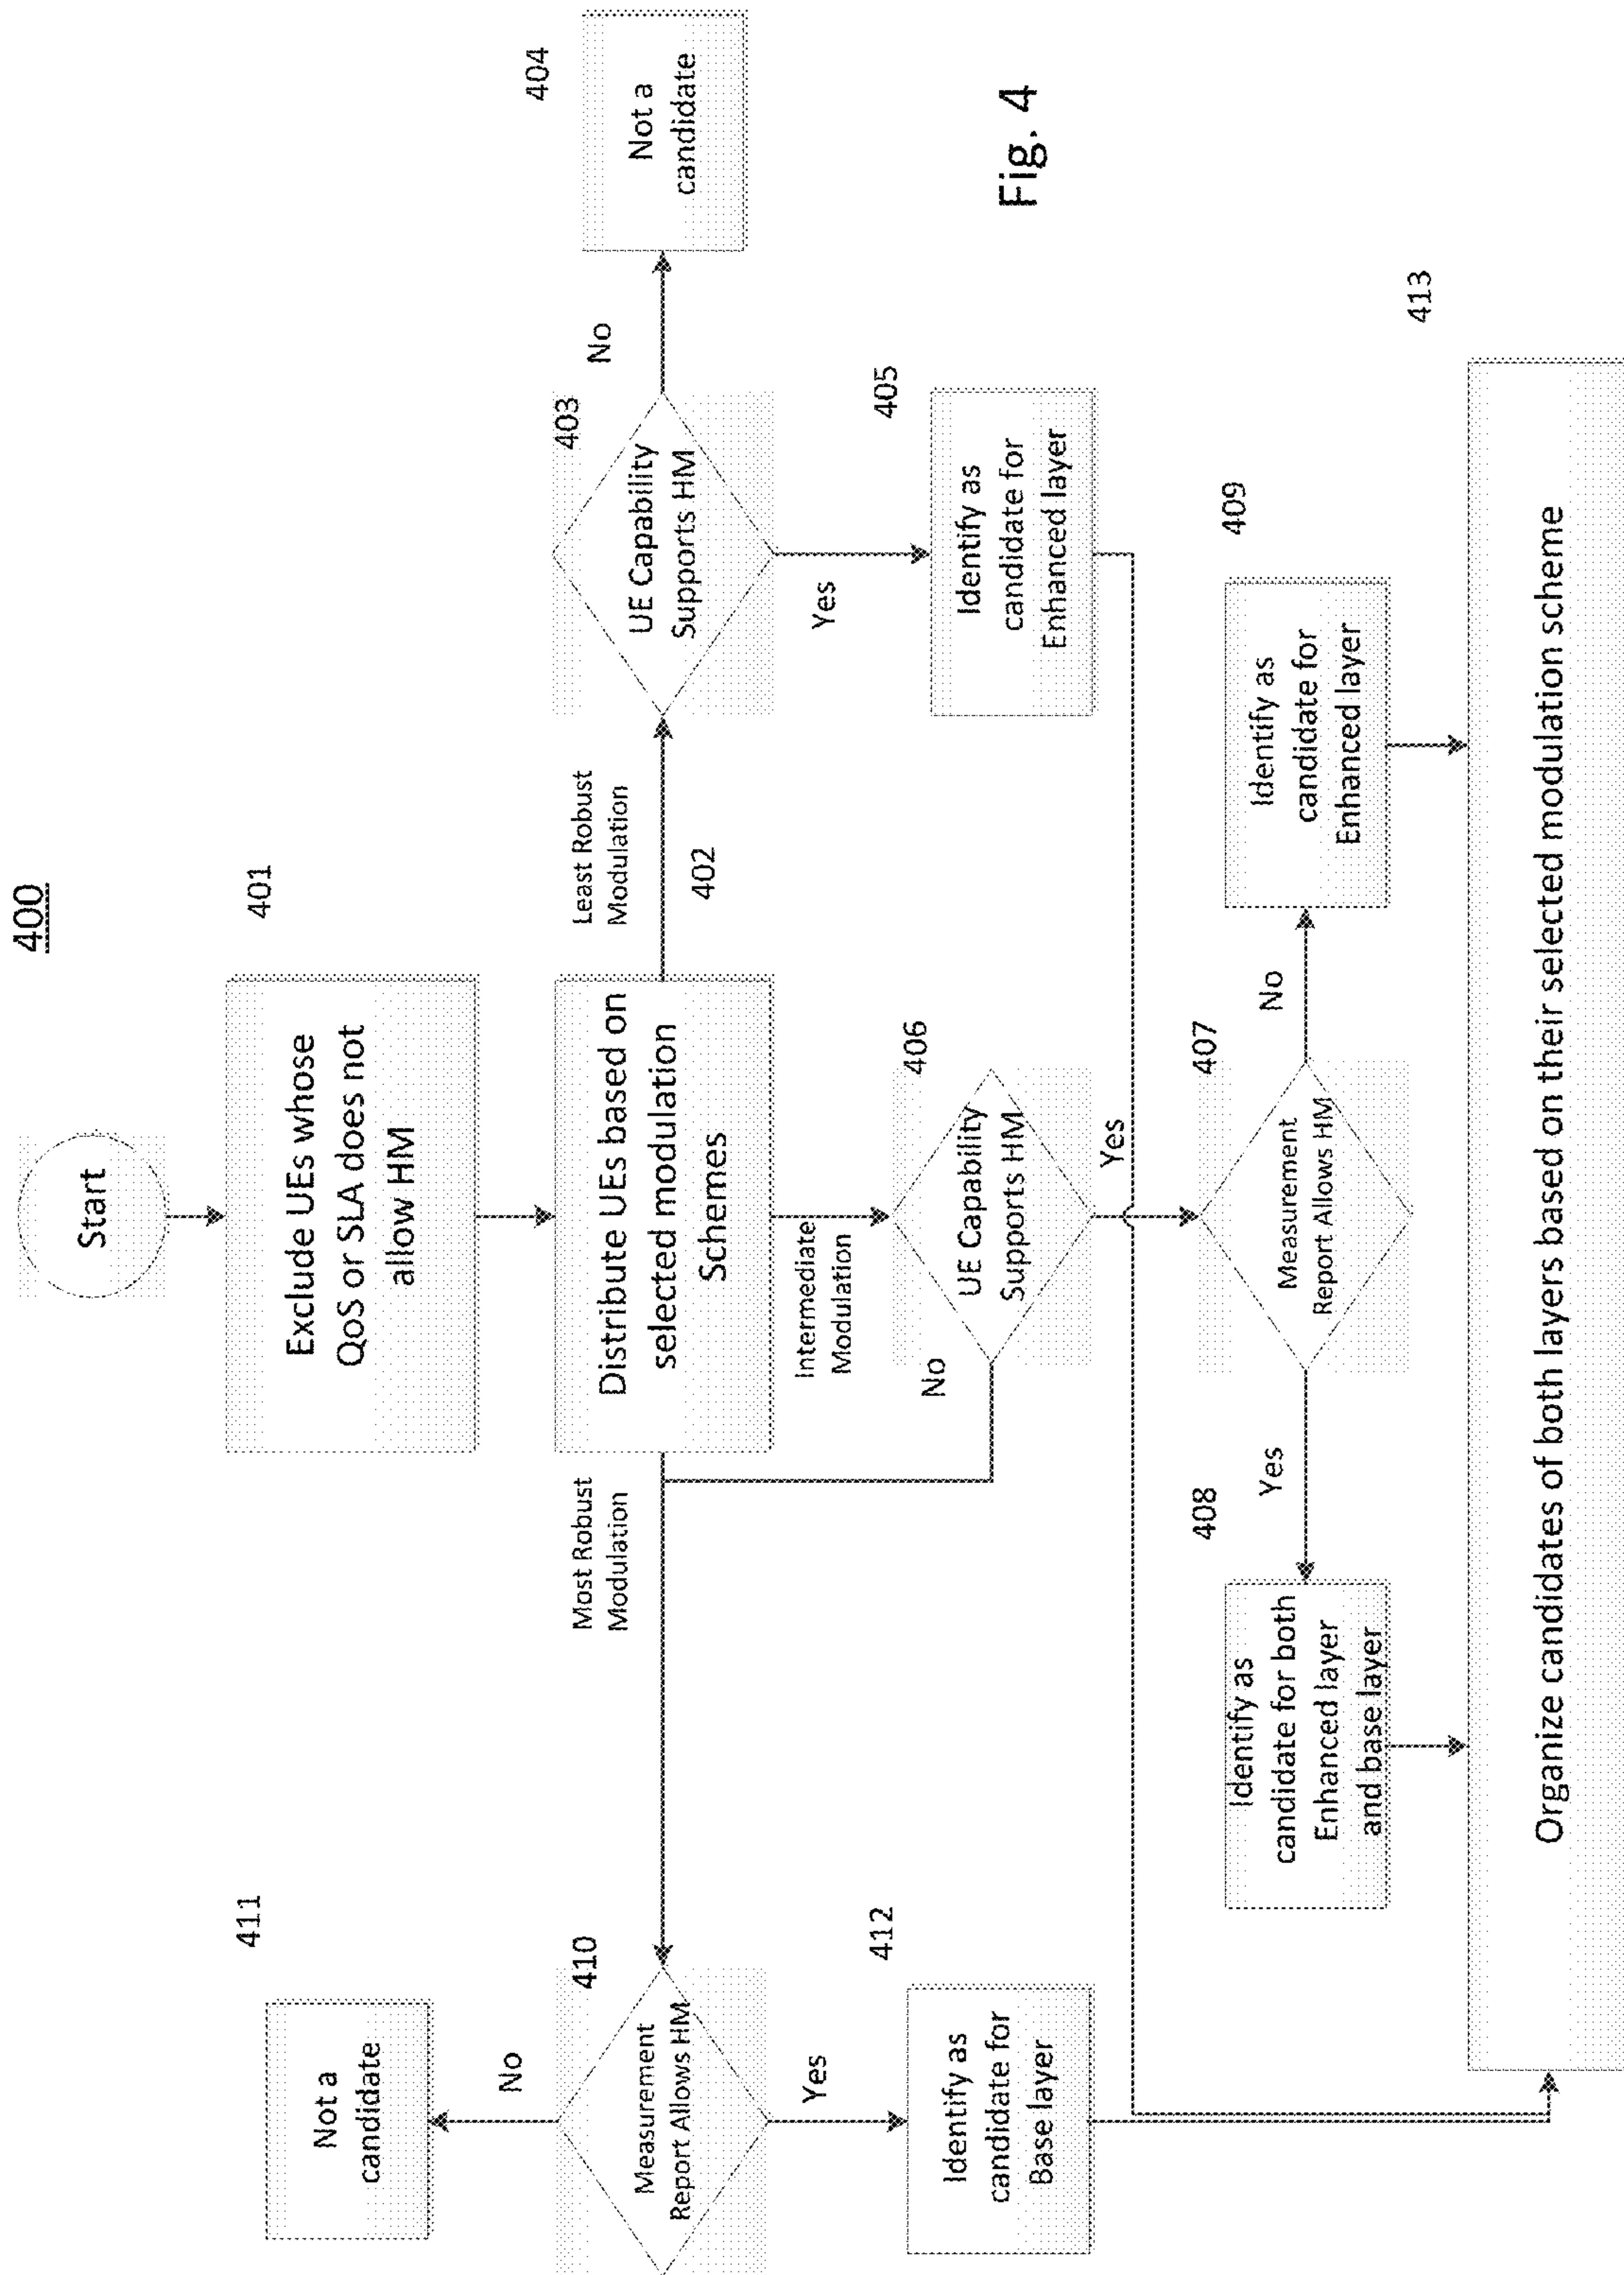 400
Start
401
Exclude UEs whose
QoS or SLA does not
allow HM
402
Distribute UEs based on
selected modulation
Schemes
Least Robust
Modulation
403
UE Capability
Supports HM
No
404
Not a
candidate
Yes
405
Identify as
candidate for
Enhanced layer
Intermediate
Modulation
406
UE Capability
Supports HM
No
Yes
407
Measurement
Report Allows HM
Yes
408
Identify as
candidate for both
Enhanced layer
and base layer
No
409
Identify as
candidate for
Enhanced layer
Most Robust
Modulation
410
Measurement
Report Allows HM
No
411
Not a
candidate
Yes
412
Identify as
candidate for
Base layer
413
Organize candidates of both layers based on their selected modulation scheme
Fig. 4